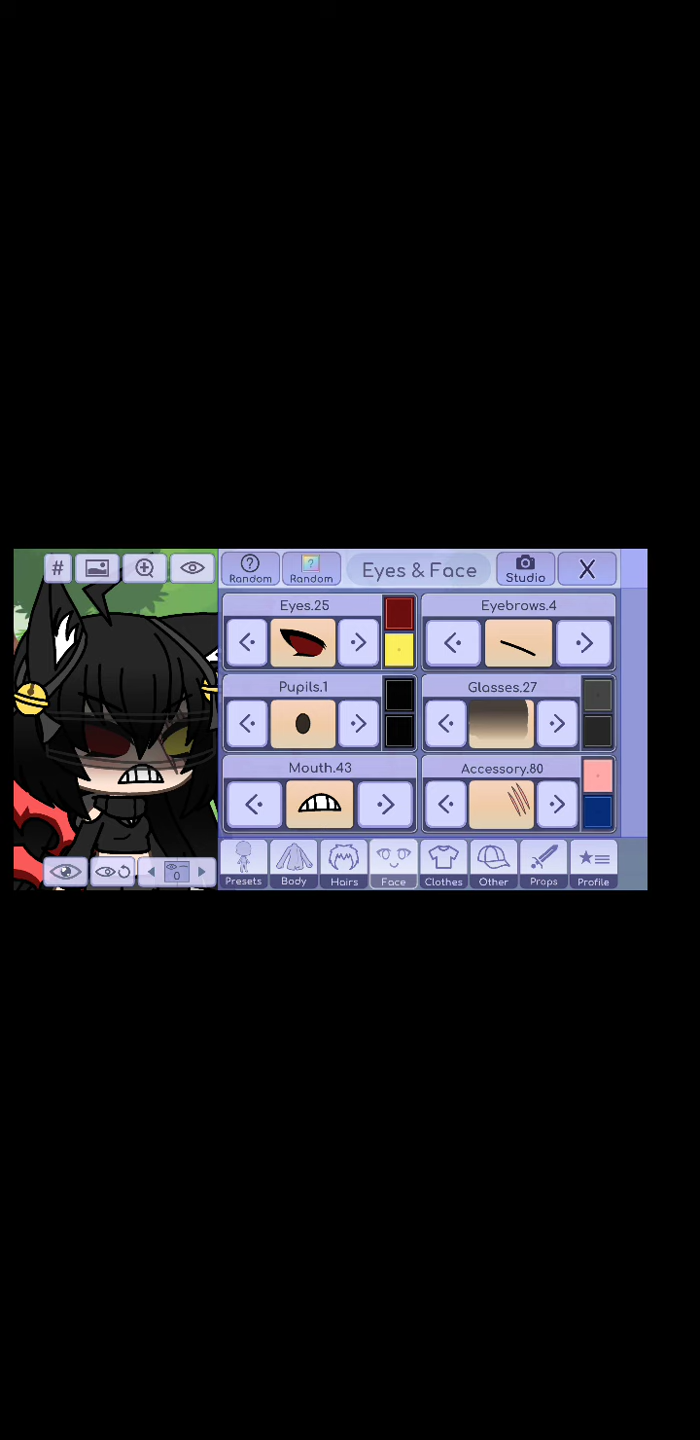 #
Random
Random
Eyes & Face
Studio
X
Eyes.25
Eyebrows.4
Pupils.1
Glasses.27
Mouth.43
Accessory.80
0
Presets
Body
Hairs
Face
Clothes
Other
Props
Profile